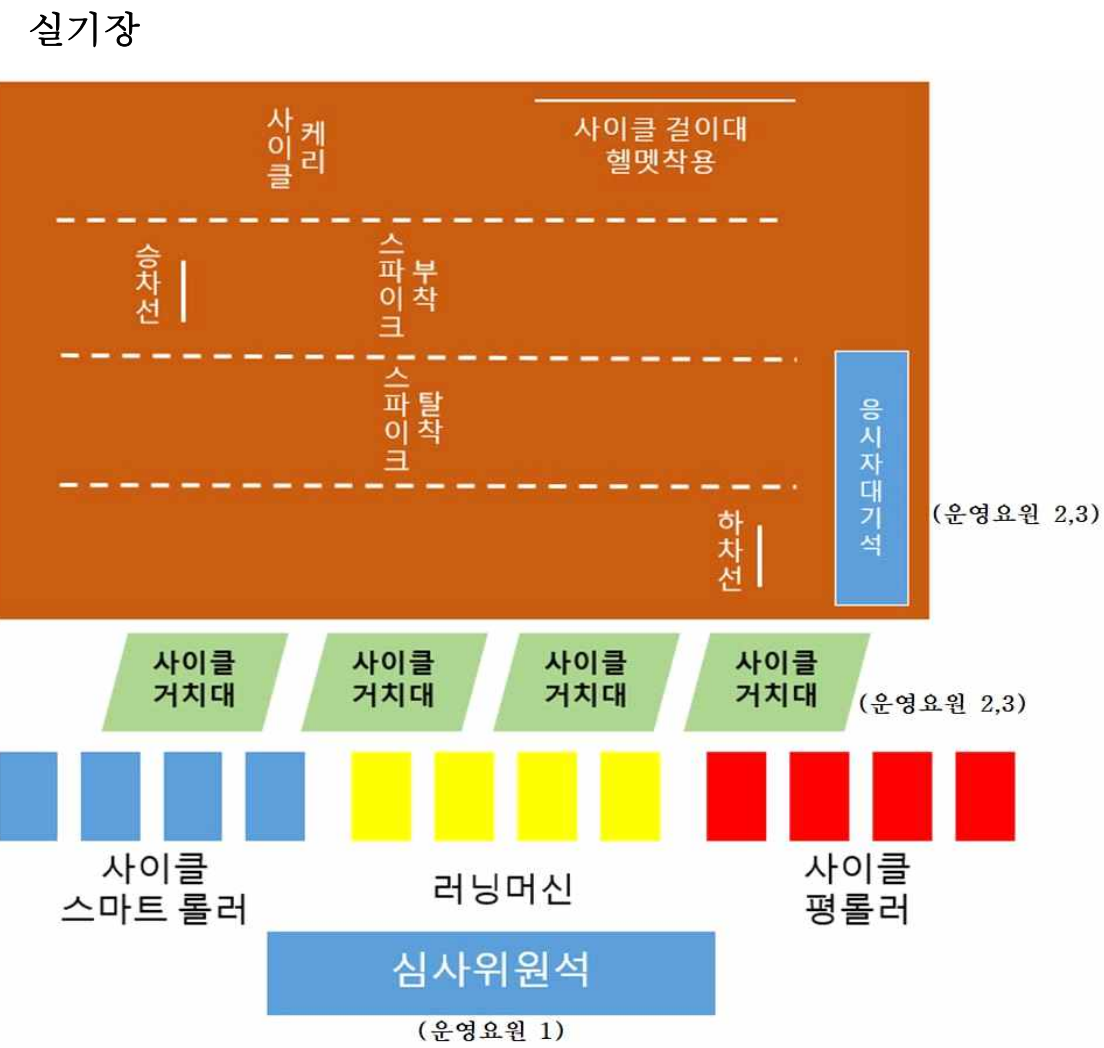 실기장
사이클
케리
사이클 걸이대
헬멧착용
승차선
스파이크
부착
스파이크
탈착
응시자대기석
(운영요원 2,3)
하차선
사이클
거치대
사이클
거치대
사이클
거치대
사이클
거치대
(운영요원 2,3)
사이클
스마트 롤러
러닝머신
사이클
평롤러
심사위원석
(운영요원 1)